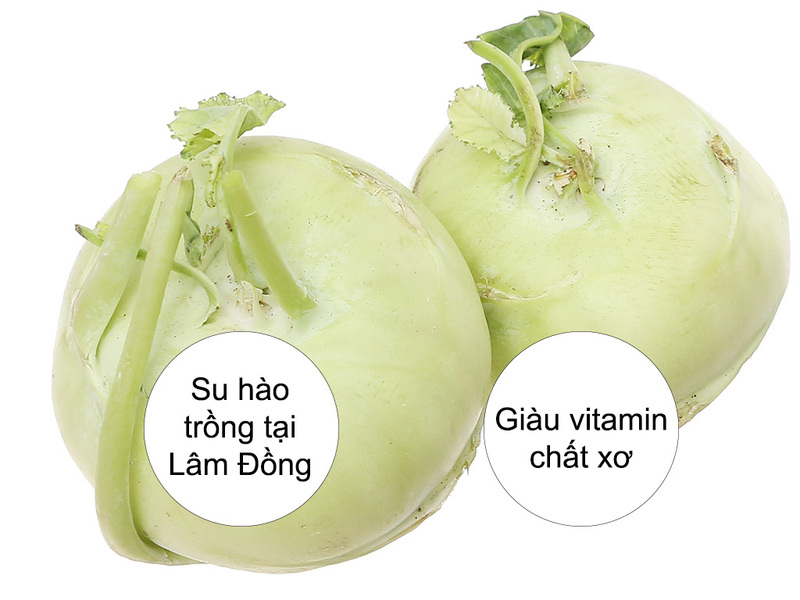 Su hào
trồng tại
Lâm Đồng
Giàu vitamin
chất xơ